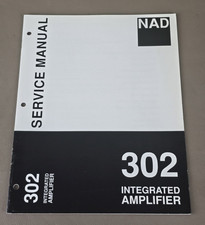 SERVICE MANUAL
NAD
302
INTEGRATED
AMPLIFIER
302
INTEGRATED
AMPLIFIER